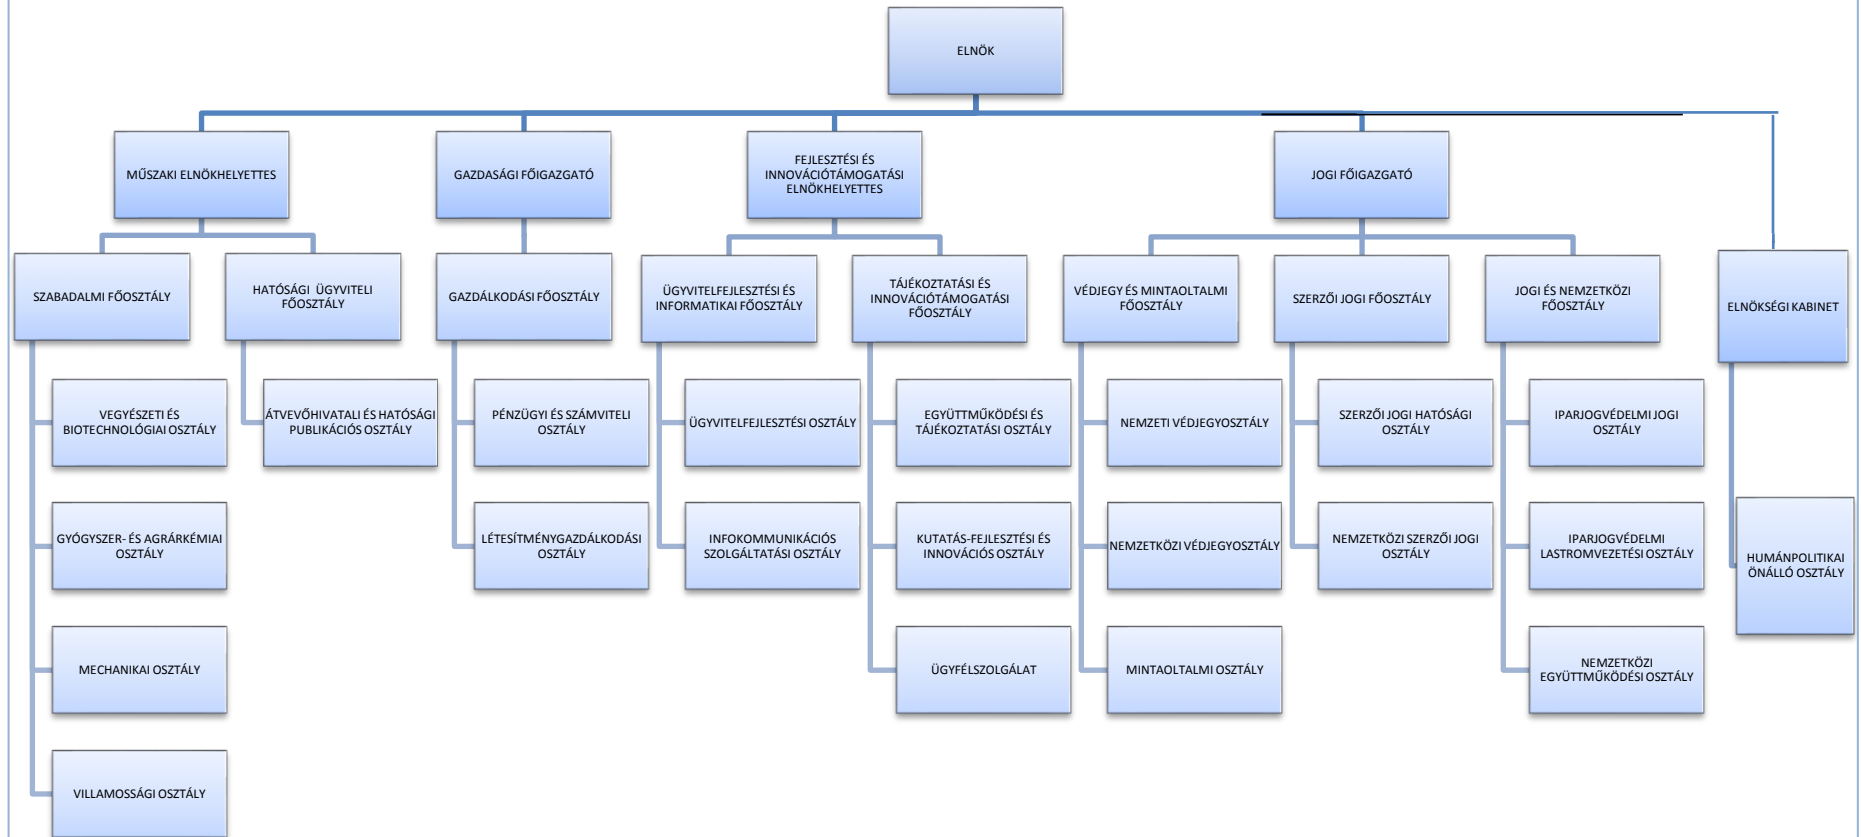 ELNÖK
MŰSZAKI ELNÖKHELYETTES
GAZDASÁGI FŐIGAZGATÓ
FEJLESZTÉSI ÉS
INNOVÁCIÓTÁMOGATÁSI
ELNÖKHELYETTES
JOGI FŐIGAZGATÓ
SZABADALMI FŐOSZTÁLY
HATÓSÁGI ÜGYVITELI
FŐOSZTÁLY
GAZDÁLKODÁSI FŐOSZTÁLY
ÜGYVITELFEJLESZTÉSI ÉS
INFORMATIKAI FŐOSZTÁLY
TÁJÉKOZTATÁSI ÉS
INNOVÁCIÓTÁMOGATÁSI
FŐOSZTÁLY
VÉDJEGY ÉS MINTAOLTALMI
FŐOSZTÁLY
SZERZŐI JOGI FŐOSZTÁLY
JOGI ÉS NEMZETKÖZI
FŐOSZTÁLY
ELNÖKSÉGI KABINET
VEGYÉSZETI ÉS
BIOTECHNOLÓGIAI OSZTÁLY
ÁTVEVŐHIVATALI ÉS HATÓSÁGI
PUBLIKÁCIÓS OSZTÁLY
PÉNZÜGYI ÉS SZÁMVITELI
OSZTÁLY
ÜGYVITELFEJLESZTÉSI OSZTÁLY
EGYÜTTMŰKÖDÉSI ÉS
TÁJÉKOZTATÁSI OSZTÁLY
NEMZETI VÉDJEGYOSZTÁLY
SZERZŐI JOGI HATÓSÁGI
OSZTÁLY
IPARJOGVÉDELMI JOGI
OSZTÁLY
GYÓGYSZER- ÉS AGRÁRKÉMIAI
OSZTÁLY
LÉTESÍTMÉNYGAZDÁLKODÁSI
OSZTÁLY
INFOKOMMUNIKÁCIÓS
SZOLGÁLTATÁSI OSZTÁLY
KUTATÁS-FEJLESZTÉSI ÉS
INNOVÁCIÓS OSZTÁLY
NEMZETKÖZI VÉDJEGYOSZTÁLY
NEMZETKÖZI SZERZŐI JOGI
OSZTÁLY
IPARJOGVÉDELMI
LASTROMVEZETÉSI OSZTÁLY
HUMÁNPOLITIKAI
ÖNÁLLÓ OSZTÁLY
MECHANIKAI OSZTÁLY
ÜGYFÉLSZOLGÁLAT
MINTAOLTALMI OSZTÁLY
NEMZETKÖZI
EGYÜTTMŰKÖDÉSI OSZTÁLY
VILLAMOSSÁGI OSZTÁLY